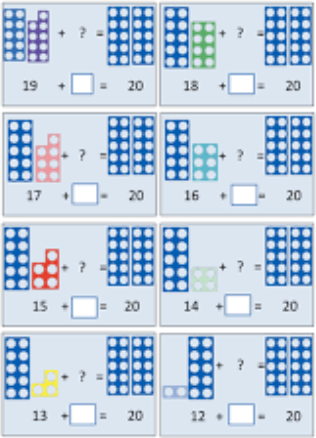 + ? =
19 + = 20
+ ? =
18 + = 20
+ ? =
17 + = 20
+ ? =
16 + = 20
+ ? =
15 + = 20
+ ? =
14 + = 20
+ ? =
13 + = 20
+ ? =
12 + = 20